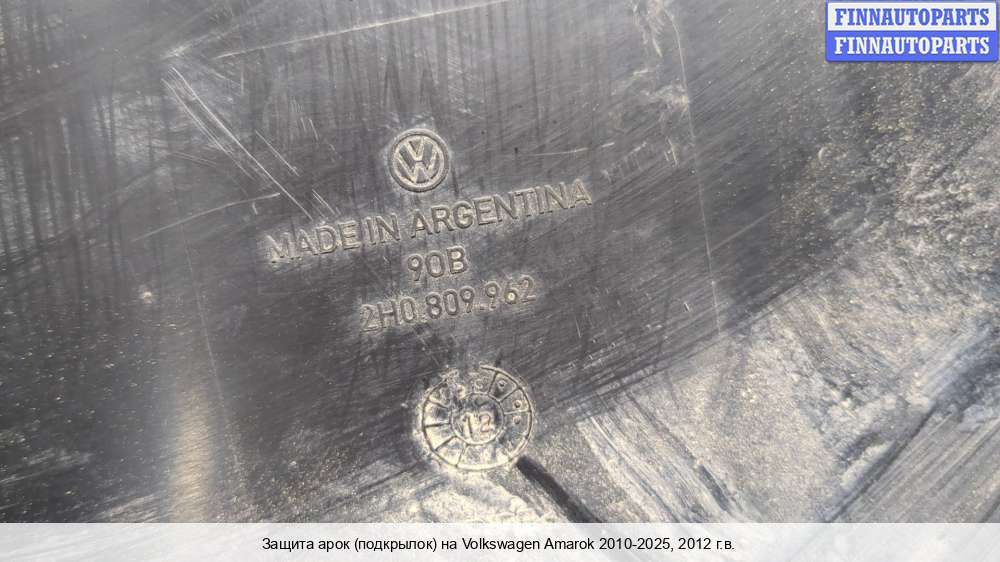 FINNAUTOPARTS
FINNAUTOPARTS
VW
MADE IN ARGENTINA
90B
2H0.809.962
12
Защита арок (подкрылок) на Volkswagen Amarok 2010-2025, 2012 г.в.